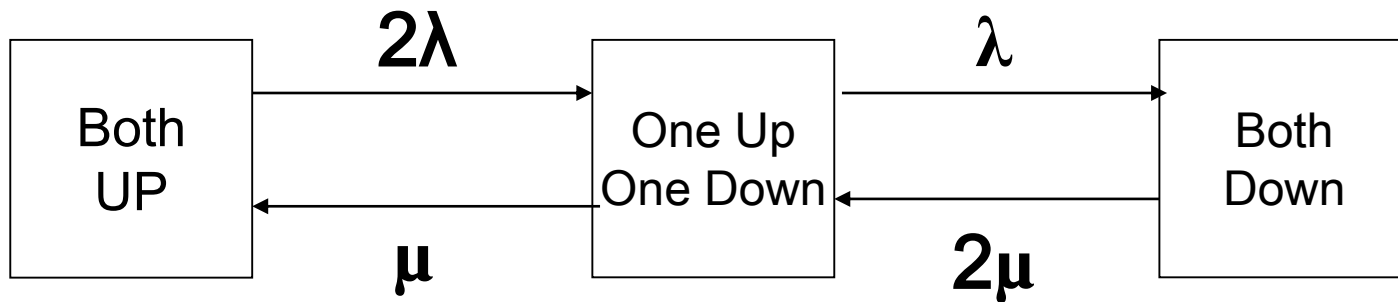 2λ
λ
Both
UP
One Up
One Down
Both
Down
μ
2μ